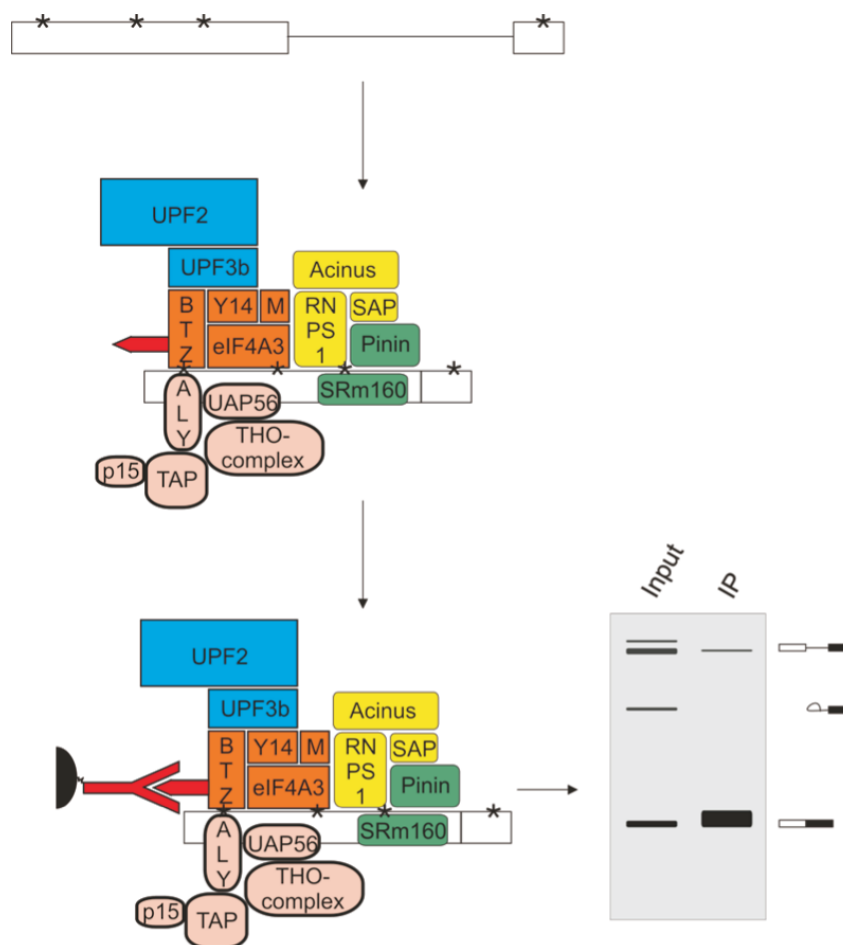 * * * *
UPF2
UPF3b
Acinus
B
T
Z
Y14
M
RN
PS
1
SAP
eIF4A3
Pinin
* * * *
SRm160
A
L
Y
UAP56
THO-
complex
p15
TAP
Input
IP
UPF2
UPF3b
Acinus
B
T
Z
Y14
M
RN
PS
1
SAP
eIF4A3
Pinin
* * * *
SRm160
A
L
Y
UAP56
THO-
complex
p15
TAP